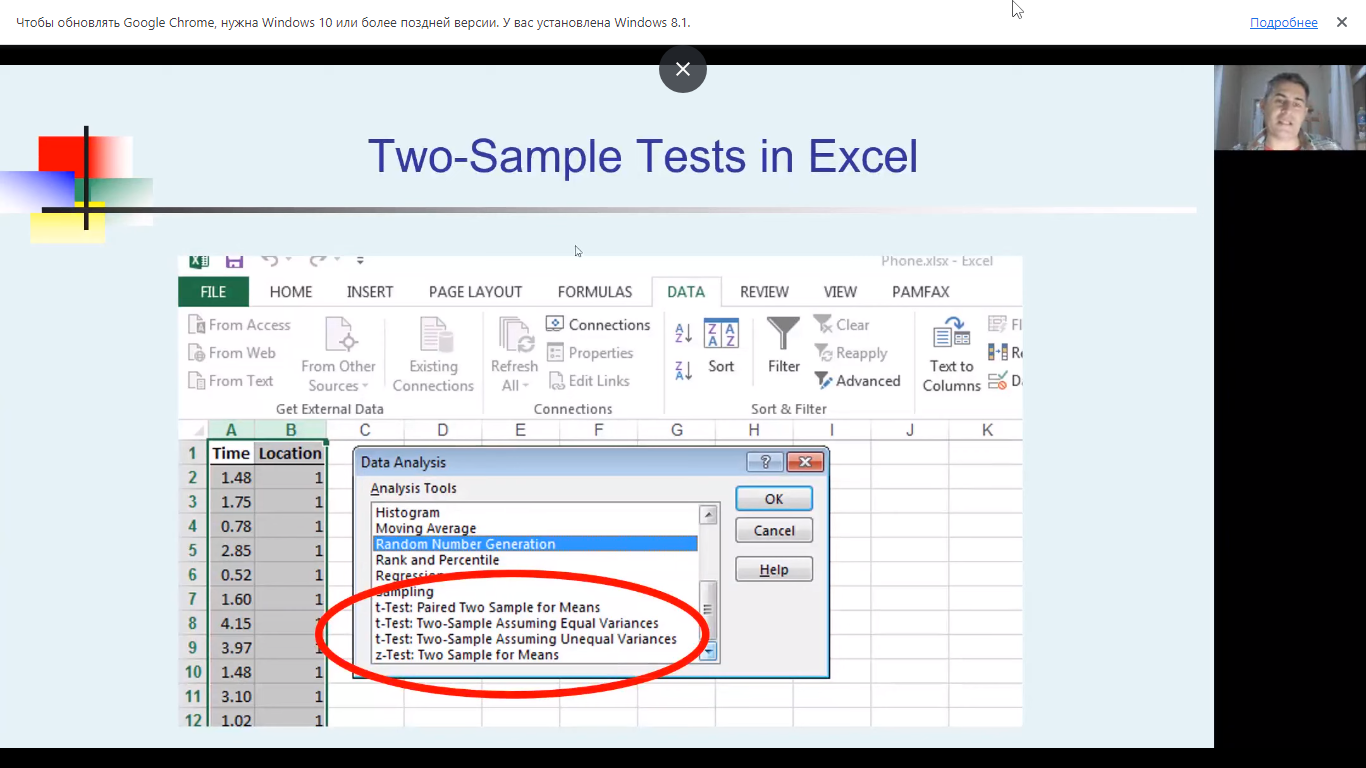 Чтобы обновлять Google Chrome, нужна Windows 10 или более поздней версии. У вас установлена Windows 8.1.
Подробнее
Two-Sample Tests in Excel
Phone.xlsx - Excel
FILE HOME INSERT PAGE LAYOUT FORMULAS DATA REVIEW VIEW PAMFAX
From Access
From Web
From Text
From Other
Sources
Existing
Connections
Refresh
All
Connections
Properties
Edit Links
Sort
Filter
Clear
Reapply
Advanced
Text to
Columns
Get External Data Connections Sort & Filter
A B C D E F G H I J K
1 Time Location
2 1.48 1
3 1.75 1
4 0.78 1
5 2.85 1
6 0.52 1
7 1.60 1
8 4.15 1
9 3.97 1
10 1.48 1
11 3.10 1
12 1.02 1
Data Analysis
Analysis Tools
Histogram
Moving Average
Random Number Generation
Rank and Percentile
Regression
Sampling
t-Test: Paired Two Sample for Means
t-Test: Two-Sample Assuming Equal Variances
t-Test: Two-Sample Assuming Unequal Variances
z-Test: Two Sample for Means
OK
Cancel
Help